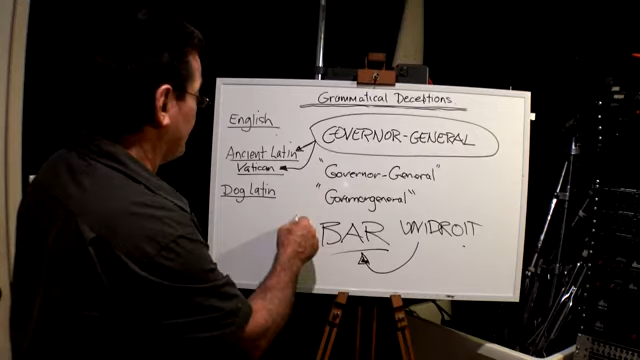 Grammatical Deceptions
English
GOVERNOR-GENERAL
Ancient Latin
Vatican
"Governor-General"
Dog Latin
"Governorgeneral"
BAR UNIDROIT